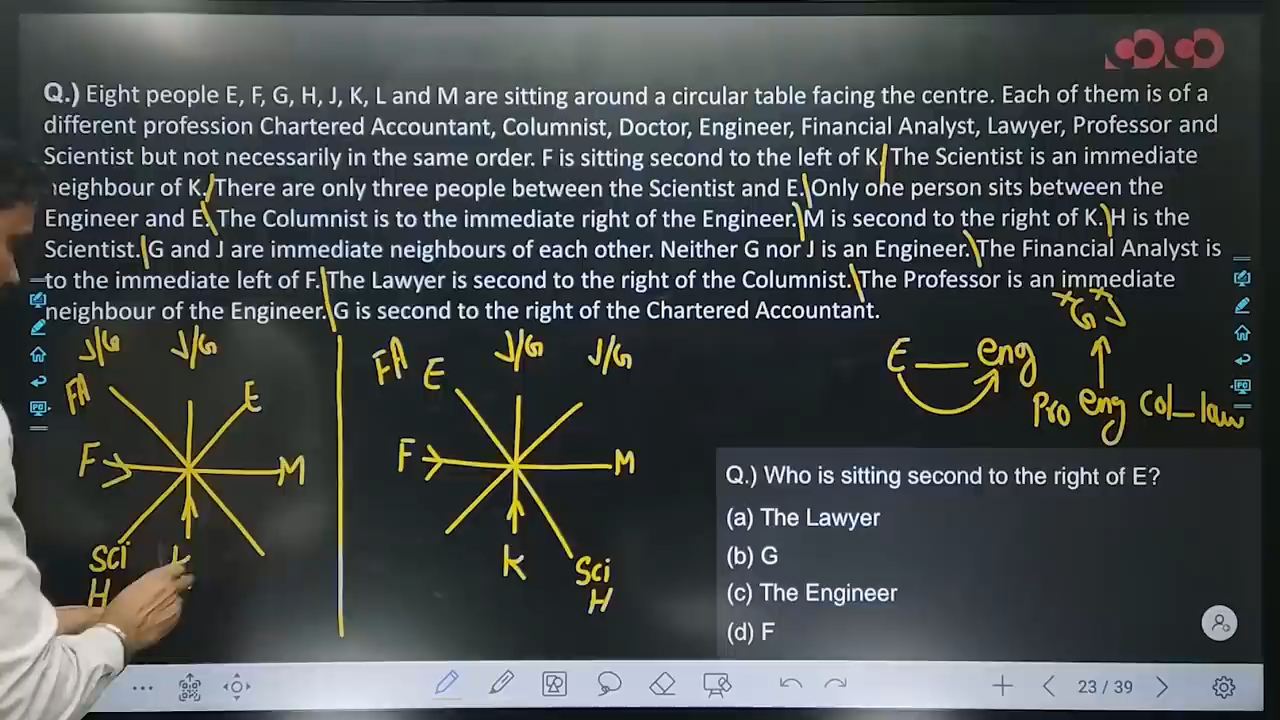 Q.) Eight people E, F, G, H, J, K, L and M are sitting around a circular table facing the centre. Each of them is of a
different profession Chartered Accountant, Columnist, Doctor, Engineer, Financial Analyst, Lawyer, Professor and
Scientist but not necessarily in the same order. F is sitting second to the left of K. The Scientist is an immediate
neighbour of K. There are only three people between the Scientist and E. Only one person sits between the
Engineer and E. The Columnist is to the immediate right of the Engineer. M is second to the right of K. H is the
Scientist. G and J are immediate neighbours of each other. Neither G nor J is an Engineer. The Financial Analyst is
to the immediate left of F. The Lawyer is second to the right of the Columnist. The Professor is an immediate
neighbour of the Engineer. G is second to the right of the Chartered Accountant.
J/G J/G
FA E
F M
Sci K
H
FA E J/G J/G
F M
K Sci
H
E — eng
G J
Pro eng Col _ law
Q.) Who is sitting second to the right of E?
(a) The Lawyer
(b) G
(c) The Engineer
(d) F
23 / 39